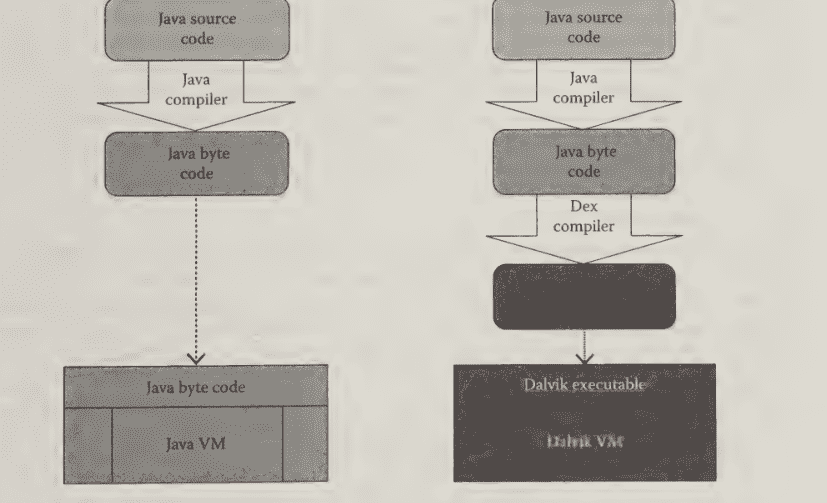 Java source
code
Java
compiler
Java byte
code
Java byte code
Java VM
Java source
code
Java
compiler
Java byte
code
Dex
compiler
Dalvik executable
Dalvik VM